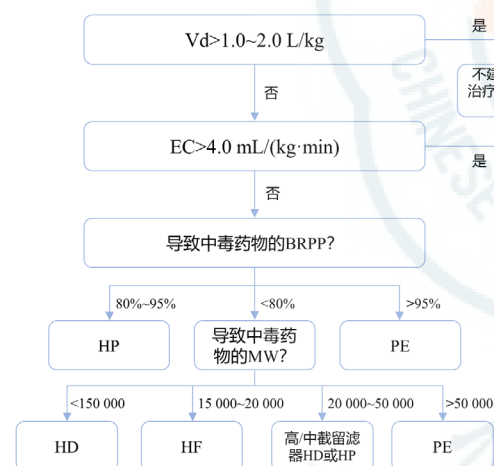 Vd>1.0~2.0 L/kg
是
否
不建
治疗
EC>4.0 mL/(kg·min)
是
否
导致中毒药物的BRPP？
80%~95%
<80%
>95%
HP
导致中毒药
物的MW？
PE
<150 000
15 000~20 000
20 000~50 000
>50 000
HD
HF
高/中截留滤
器HD或HP
PE
CHINESE